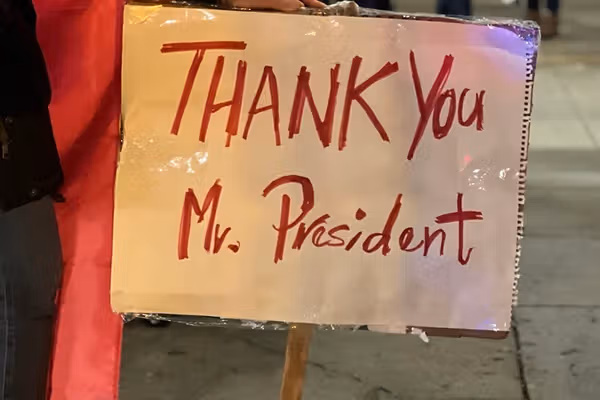 THANK You
Mr. President